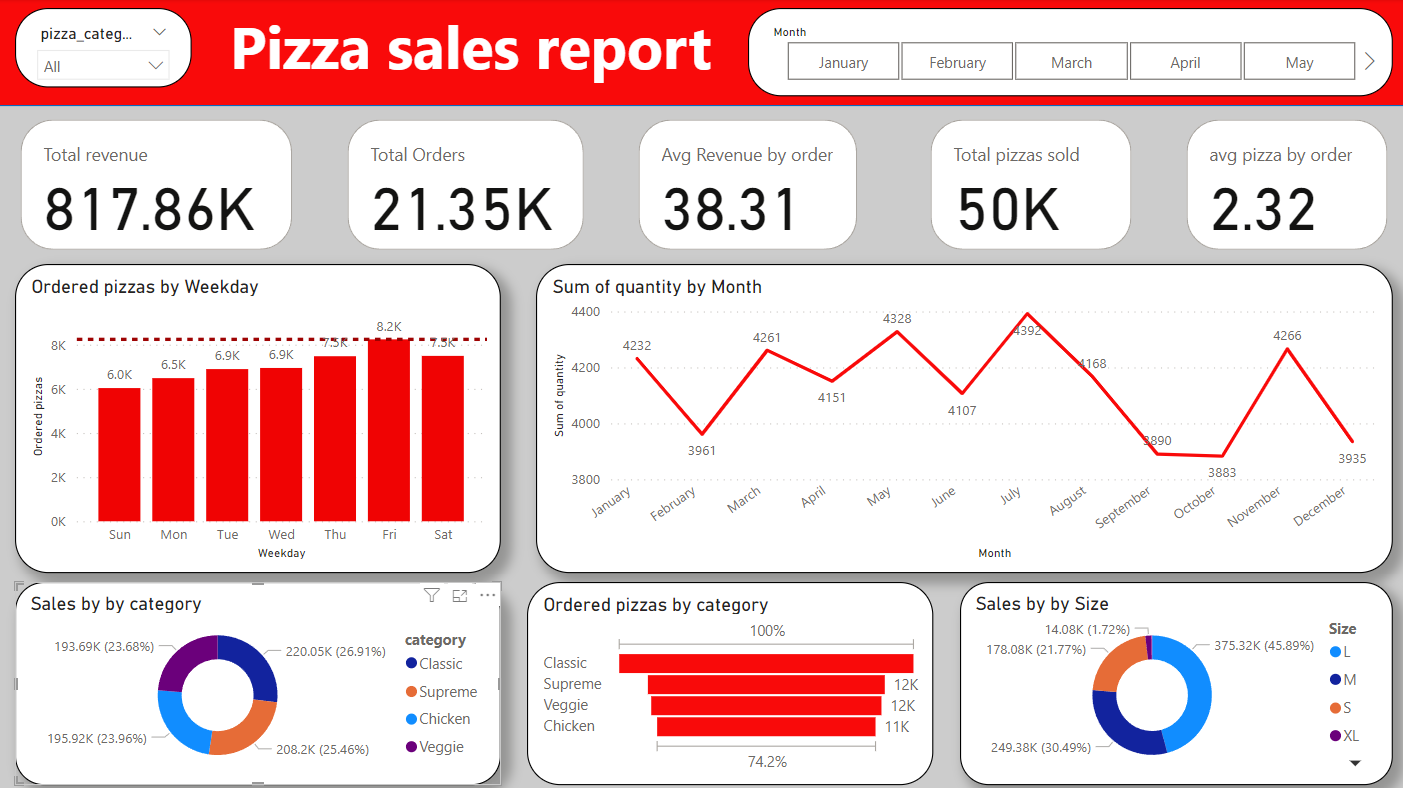 pizza_categ...
All
Pizza sales report
Month
January
February
March
April
May
Total revenue
817.86K
Total Orders
21.35K
Avg Revenue by order
38.31
Total pizzas sold
50K
avg pizza by order
2.32
Ordered pizzas by Weekday
Ordered pizzas
8K
6K
4K
2K
0K
6.0K
6.5K
6.9K
6.9K
7.5K
8.2K
7.5K
Sun
Mon
Tue
Wed
Thu
Fri
Sat
Weekday
Sum of quantity by Month
Sum of quantity
4400
4200
4000
3800
4232
3961
4261
4151
4328
4107
4392
4168
3890
3883
4266
3935
January
February
March
April
May
June
July
August
September
October
November
December
Month
Sales by by category
193.69K (23.68%)
220.05K (26.91%)
195.92K (23.96%)
208.2K (25.46%)
category
Classic
Supreme
Chicken
Veggie
Ordered pizzas by category
100%
Classic
Supreme
12K
Veggie
12K
Chicken
11K
74.2%
Sales by by Size
14.08K (1.72%)
178.08K (21.77%)
375.32K (45.89%)
249.38K (30.49%)
Size
L
M
S
XL